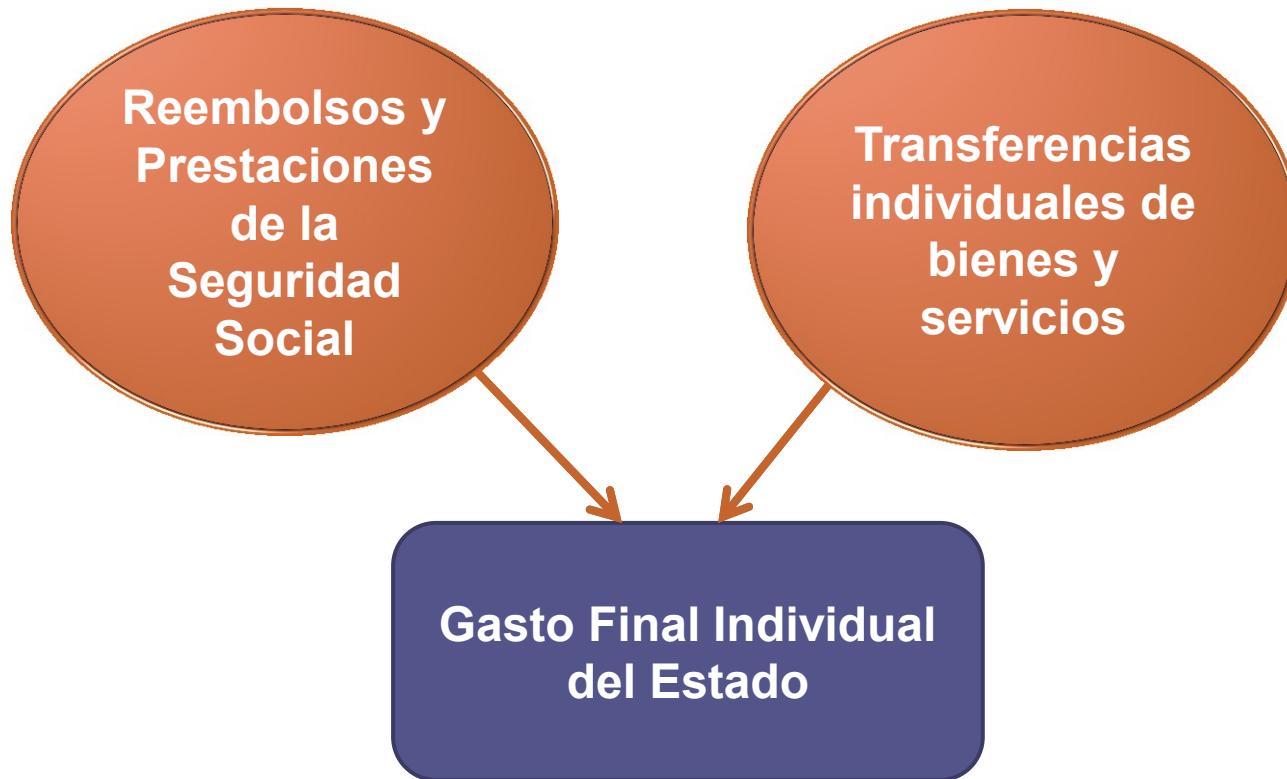 Reembolsos y
Prestaciones
de la
Seguridad
Social
Transferencias
individuales de
bienes y
servicios
Gasto Final Individual
del Estado